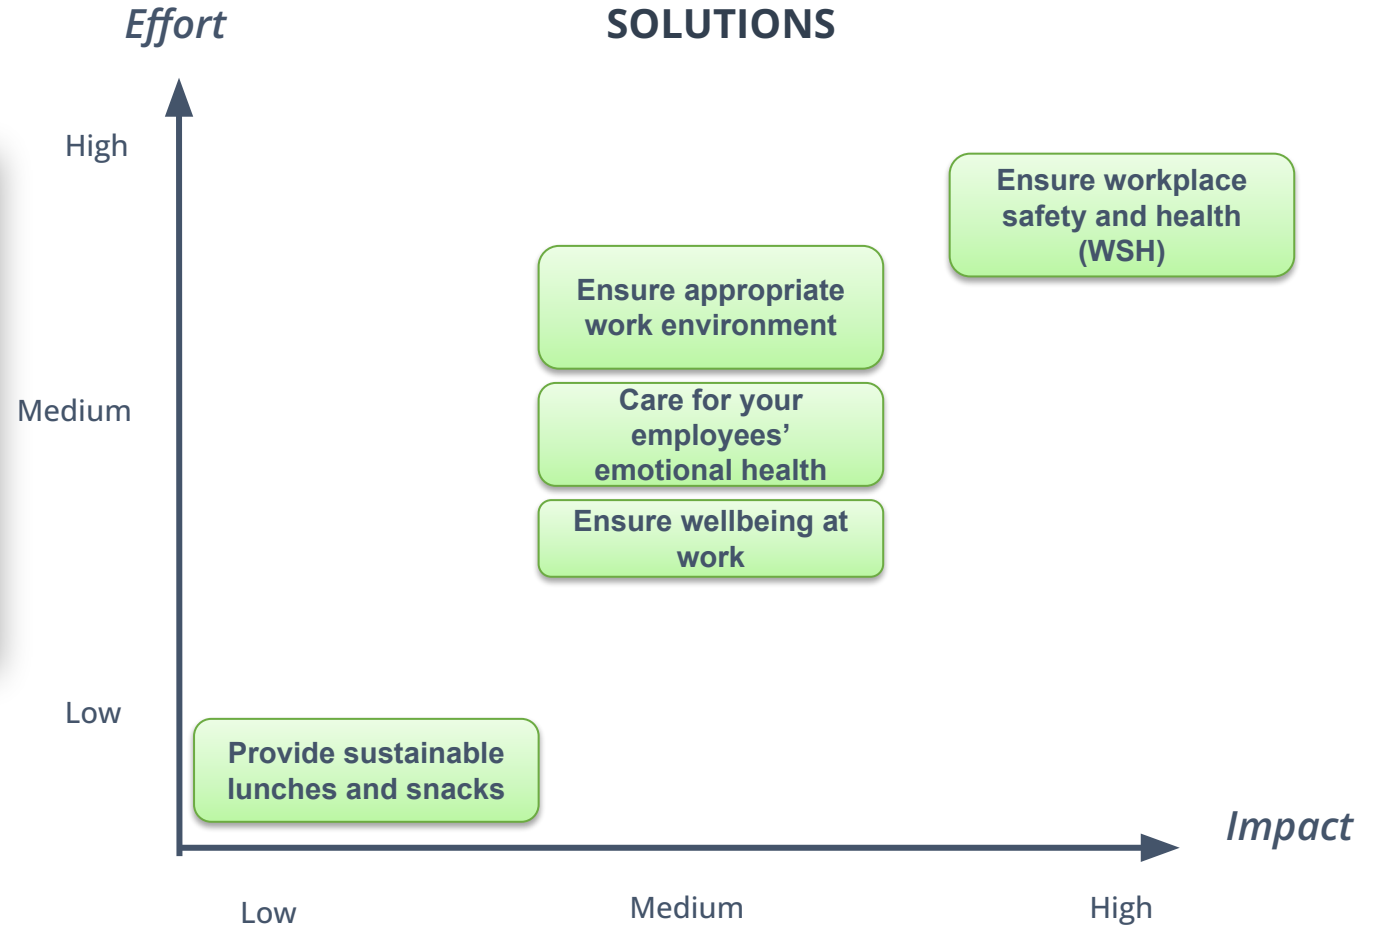 Effort
SOLUTIONS
High
Ensure workplace
safety and health
(WSH)
Ensure appropriate
work environment
Medium
Care for your
employees’
emotional health
Ensure wellbeing at
work
Low
Provide sustainable
lunches and snacks
Impact
Low
Medium
High